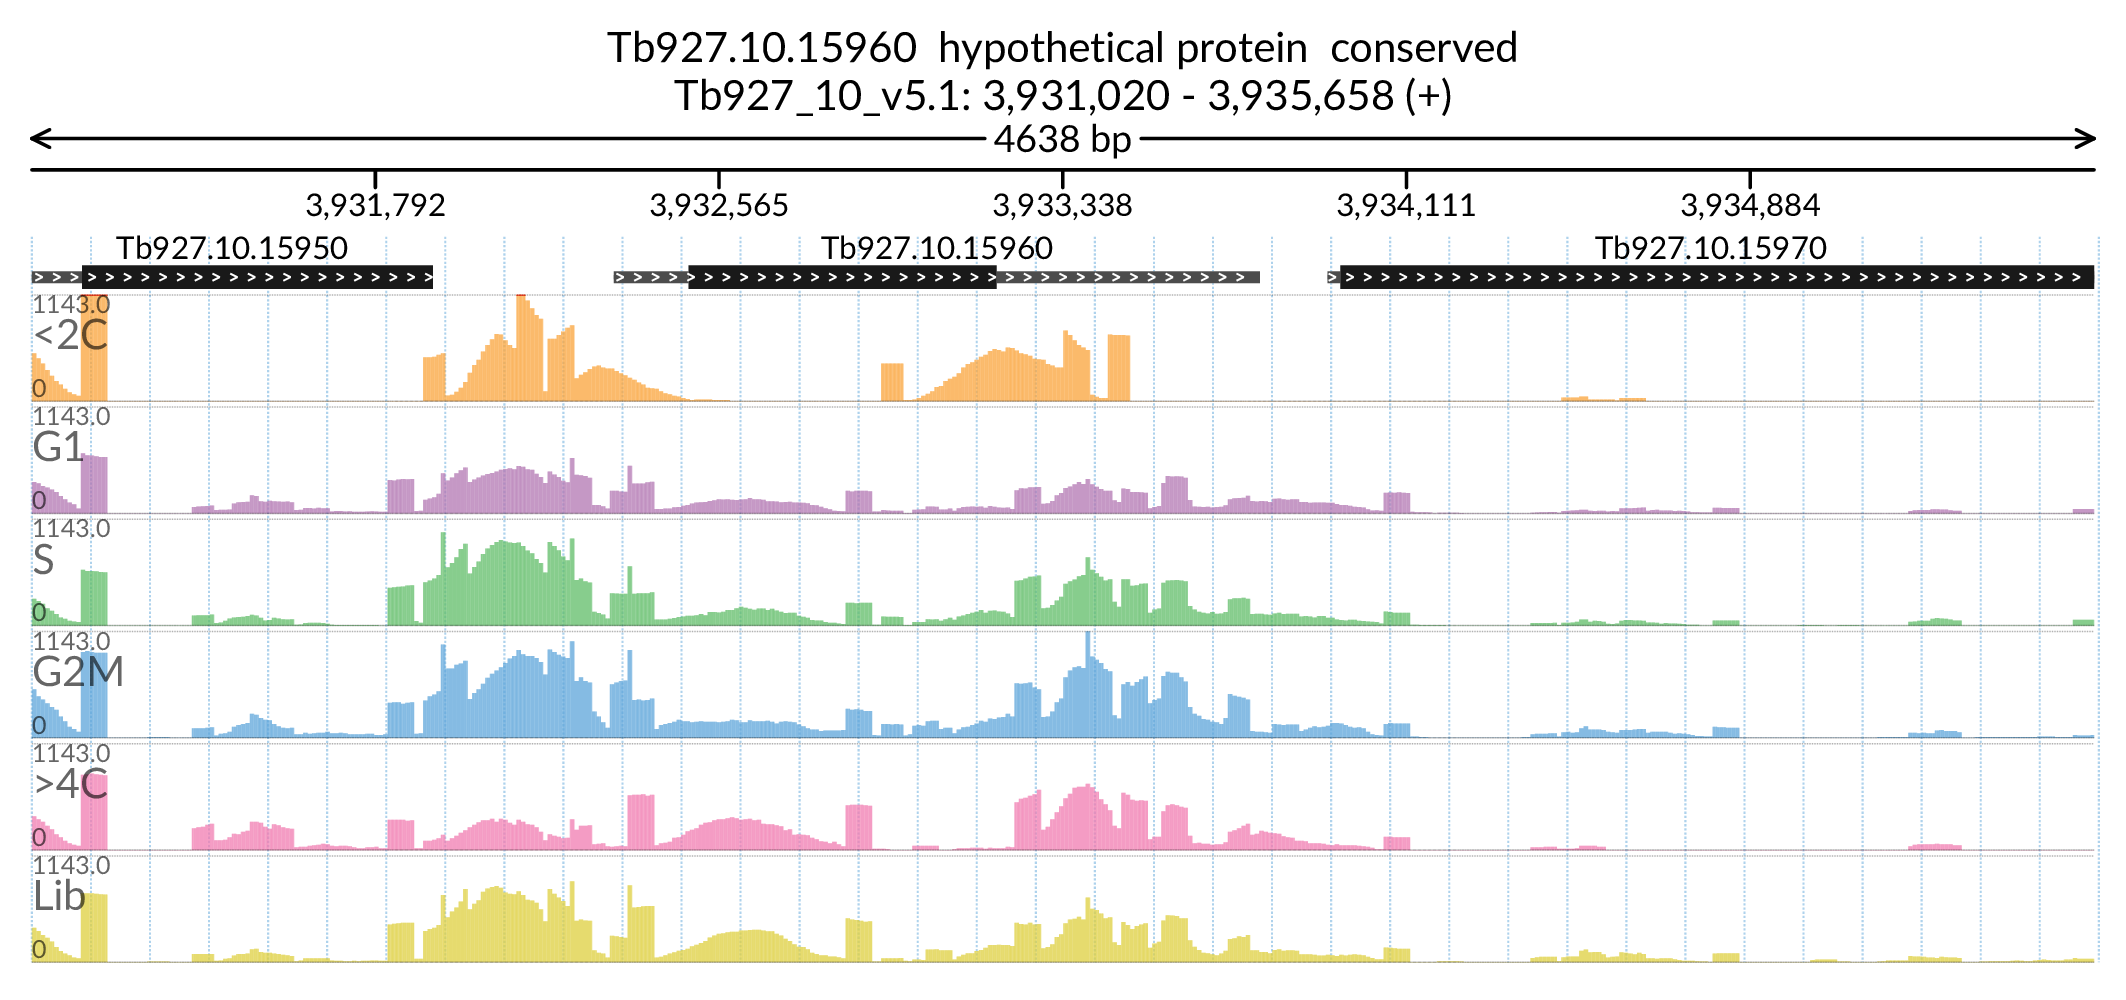 Tb927.10.15960  hypothetical protein  conserved
Tb927_10_v5.1: 3,931,020 - 3,935,658 (+)
4638 bp
3,931,792 3,932,565 3,933,338 3,934,111 3,934,884
Tb927.10.15950 Tb927.10.15960 Tb927.10.15970
1143.0
<2C
0
1143.0
G1
0
1143.0
S
0
1143.0
G2M
0
1143.0
>4C
0
1143.0
Lib
0